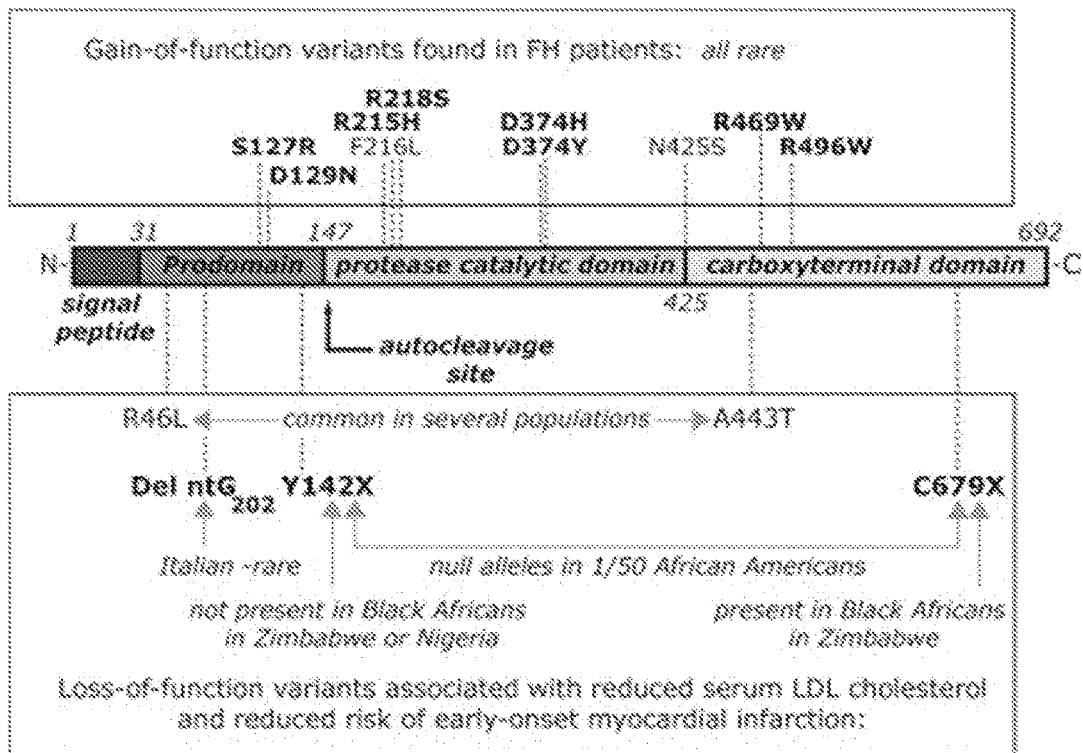 Gain-of-function variants found in FH patients: all rare
R218S
R215H D374H R469W
S127R F216L D374Y N425S R496W
D129N
1 31 147 692
N- Prodomain protease catalytic domain carboxyterminal domain -C
signal peptide
425
autocleavage site
R46L common in several populations A443T
Del ntG202 Y142X C679X
Italian -rare null alleles in 1/50 African Americans
not present in Black Africans present in Black Africans
in Zimbabwe or Nigeria in Zimbabwe
Loss-of-function variants associated with reduced serum LDL cholesterol
and reduced risk of early-onset myocardial infarction: